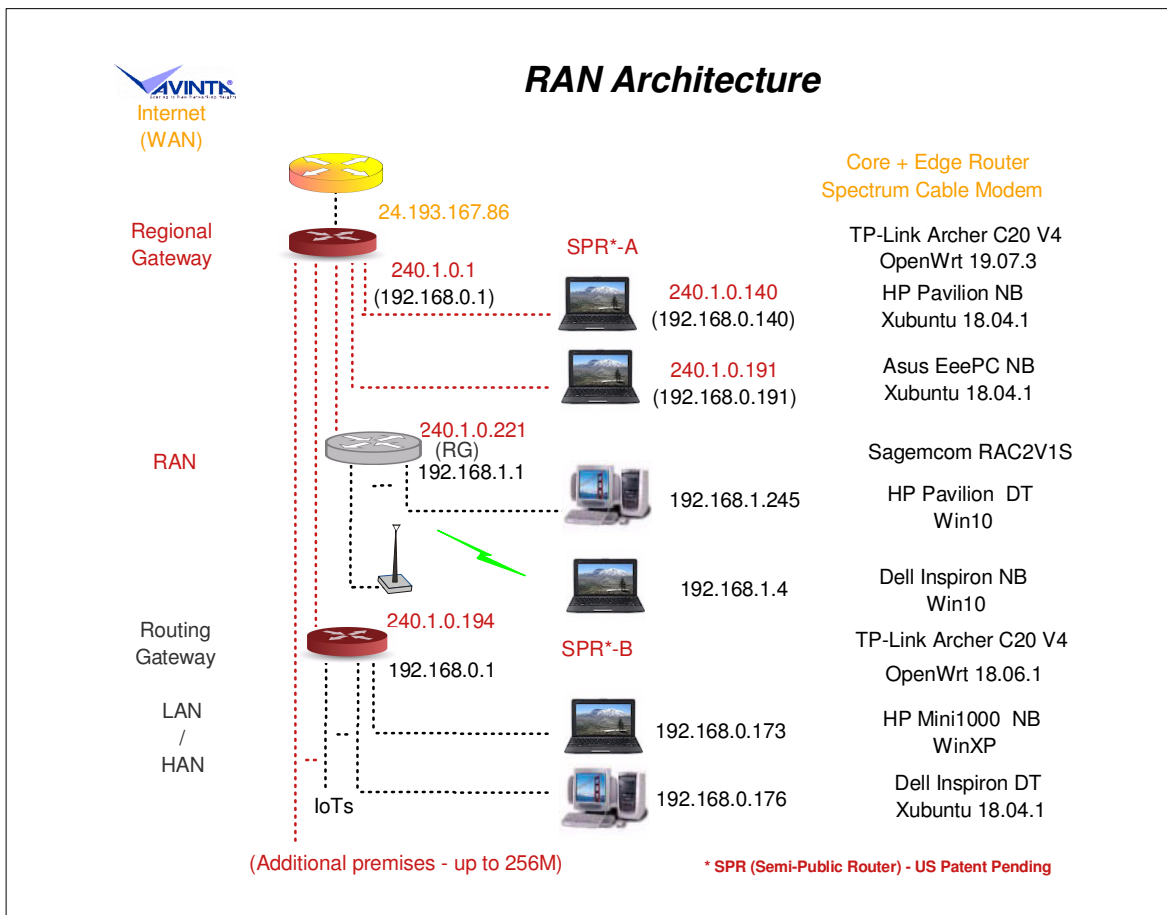 RAN Architecture
AVINTA®
Internet
(WAN)
Core + Edge Router
Spectrum Cable Modem
24.193.167.86
Regional
Gateway
SPR*-A
TP-Link Archer C20 V4
OpenWrt 19.07.3
240.1.0.1
(192.168.0.1)
240.1.0.140
(192.168.0.140)
HP Pavilion NB
Xubuntu 18.04.1
240.1.0.191
(192.168.0.191)
Asus EeePC NB
Xubuntu 18.04.1
RAN
240.1.0.221
(RG)
192.168.1.1
Sagemcom RAC2V1S
192.168.1.245
HP Pavilion DT
Win10
192.168.1.4
Dell Inspiron NB
Win10
Routing
Gateway
240.1.0.194
192.168.0.1
SPR*-B
TP-Link Archer C20 V4
OpenWrt 18.06.1
LAN
/
HAN
192.168.0.173
HP Mini1000 NB
WinXP
IoTs
192.168.0.176
Dell Inspiron DT
Xubuntu 18.04.1
(Additional premises - up to 256M)
* SPR (Semi-Public Router) - US Patent Pending